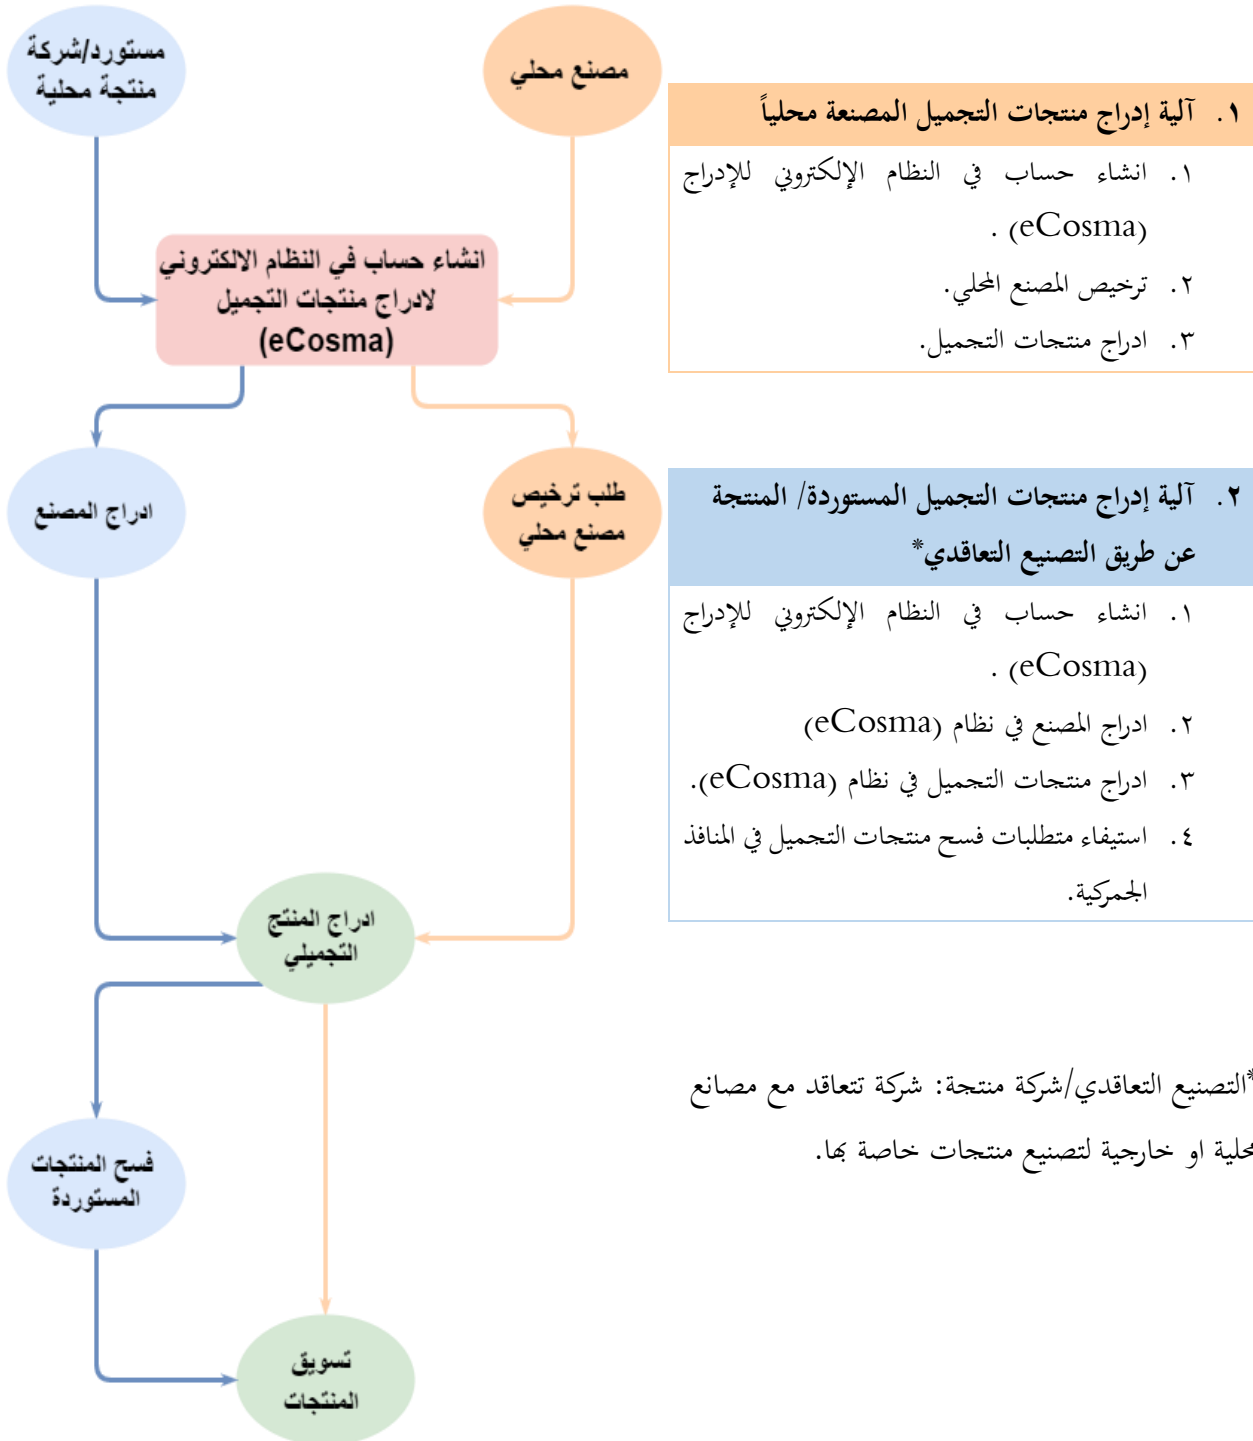 مستورد/شركة
منتجة محلية
مصنع محلي
انشاء حساب في النظام الالكتروني
لادراج منتجات التجميل
(eCosma)
ادراج المصنع
طلب ترخيص
مصنع محلي
ادراج المنتج
التجميلي
فسح المنتجات
المستوردة
تسويق
المنتجات
١. آلية إدراج منتجات التجميل المصنعة محلياً
١. انشاء حساب في النظام الإلكتروني للإدراج
(eCosma) .
٢. ترخيص المصنع المحلي.
٣. ادراج منتجات التجميل.
٢. آلية إدراج منتجات التجميل المستوردة/ المنتجة
عن طريق التصنيع التعاقدي*
١. انشاء حساب في النظام الإلكتروني للإدراج
(eCosma) .
٢. ادراج المصنع في نظام (eCosma)
٣. ادراج منتجات التجميل في نظام (eCosma).
٤. استيفاء متطلبات فسح منتجات التجميل في المنافذ
الجمركية.
*التصنيع التعاقدي/شركة منتجة: شركة تتعاقد مع مصانع
محلية او خارجية لتصنيع منتجات خاصة بها.